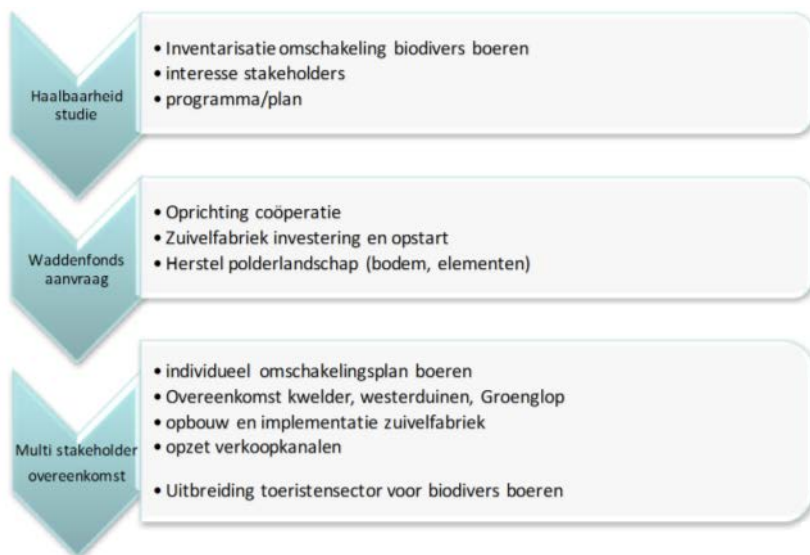 Haalbaarheid
studie
• Inventarisatie omschakeling biodivers boeren
• interesse stakeholders
• programma/plan
Waddenfonds
aanvraag
• Oprichting coöperatie
• Zuivelfabriek investering en opstart
• Herstel polderlandschap (bodem, elementen)
Multi stakeholder
overeenkomst
• individueel omschakelingsplan boeren
• Overeenkomst kwelder, westerduinen, Groenglop
• opbouw en implementatie zuivelfabriek
• opzet verkoopkanalen
• Uitbreiding toeristensector voor biodivers boeren